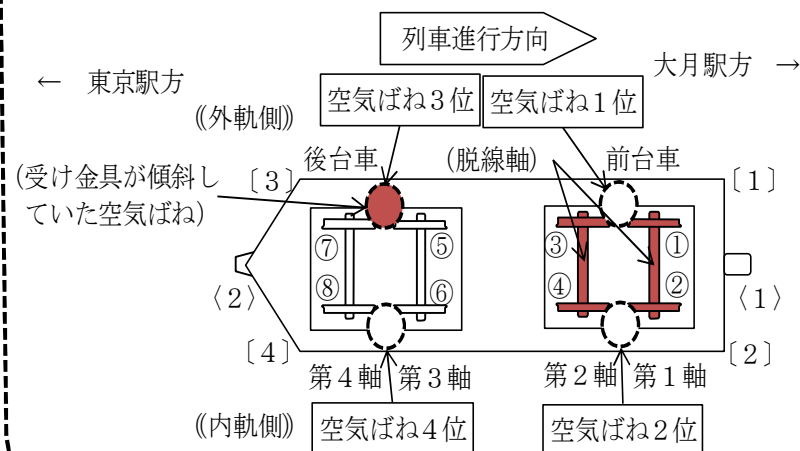 列車進行方向
← 東京駅方
大月駅方 →
空気ばね3位
空気ばね1位
((外軌側))
(受け金具が傾斜し
ていた空気ばね)
後台車
(脱線軸)
前台車
〔3〕
〔1〕
⑦
⑤
③
①
⑧
⑥
④
②
〈2〉
〈1〉
〔4〕
〔2〕
第4軸
第3軸
第2軸
第1軸
((内軌側))
空気ばね4位
空気ばね2位